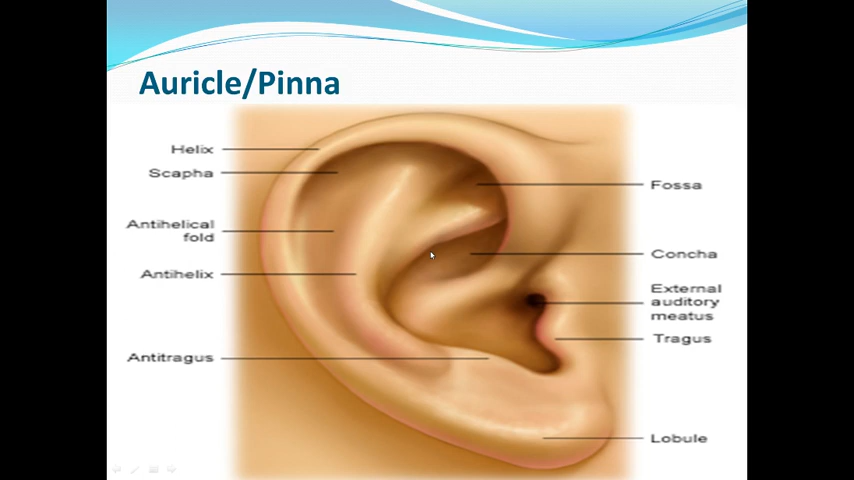 Auricle/Pinna
Helix
Scapha
Antihelical
fold
Antihelix
Antitragus
Fossa
Concha
External
auditory
meatus
Tragus
Lobule